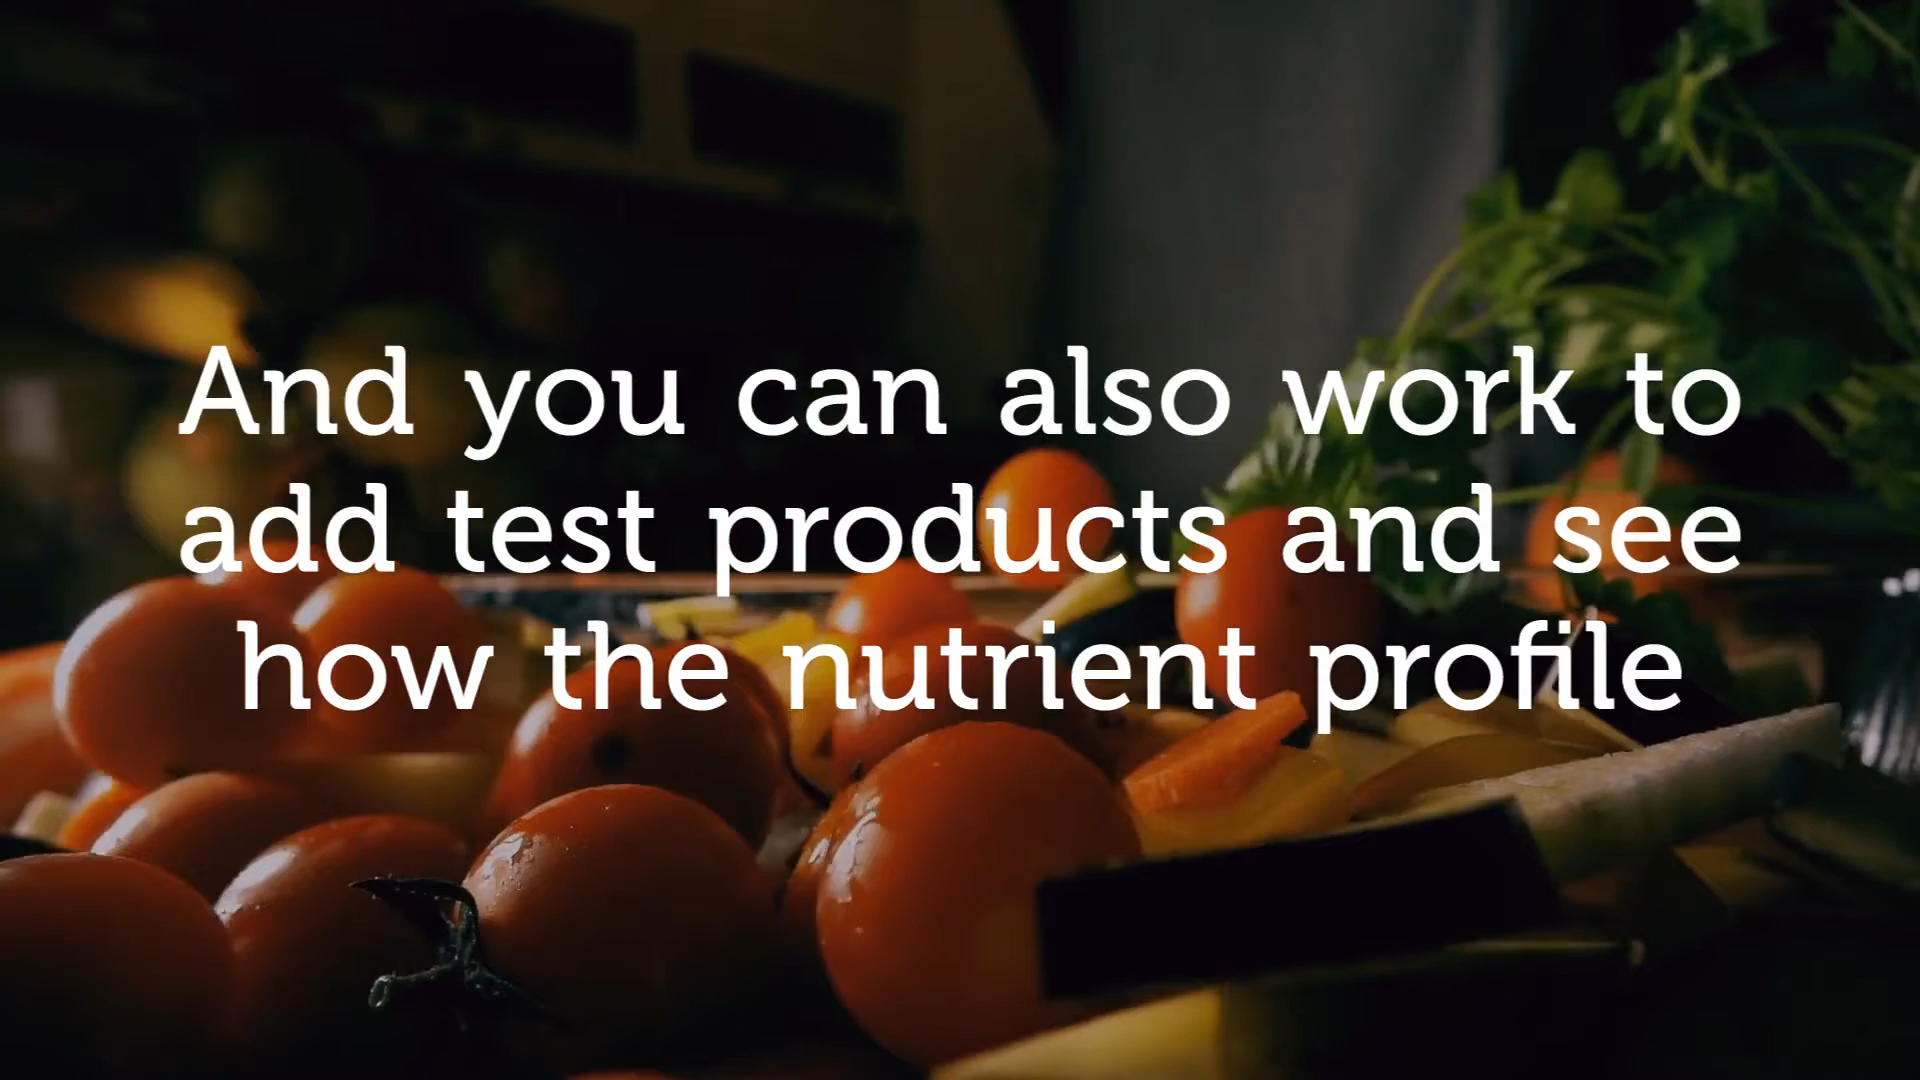 And you can also work to
add test products and see
how the nutrient profile